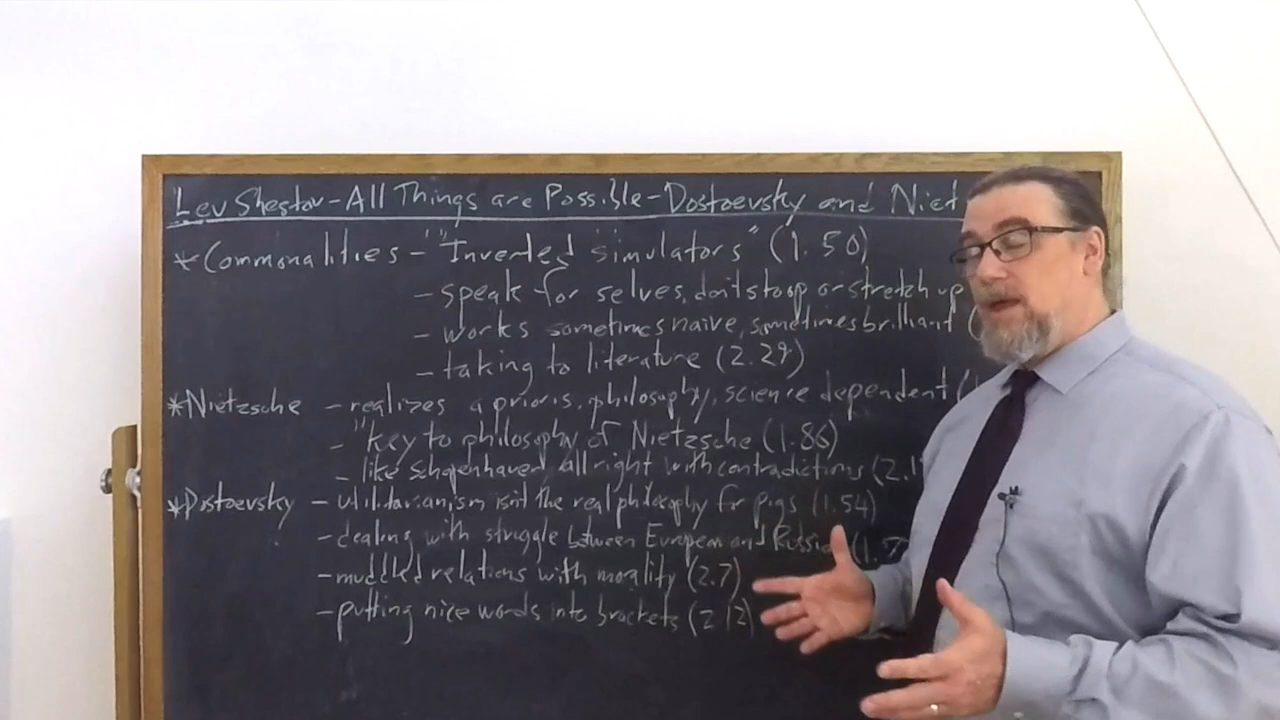 Lev Shestov - All Things are Possible - Dostoevsky and Niet
*Commonalities - "Inverted simulators" (1.50)
- speak for selves, don't stoop or stretch up
- works sometimes naive, sometimes brilliant (
- taking to literature (2.29)
*Nietzsche - realizes a prioris, philosophy, science dependent (
- "key to philosophy of Nietzsche (1.86)
- like Schopenhauer, all right with contradictions (2.1
*Dostoevsky - utilitarianism isn't the real philosophy for pigs (1.54)
- dealing with struggle between European and Russia (1.5
- muddled relations with morality (2.7)
- putting nice words into brackets (2.12)